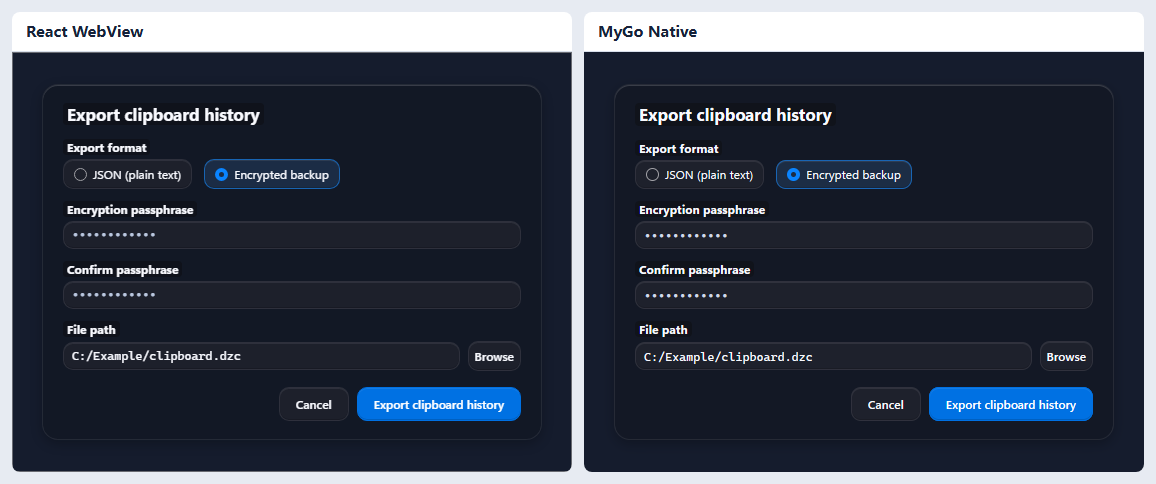 React WebView
Export clipboard history
Export format
JSON (plain text) Encrypted backup
Encryption passphrase
••••••••••••
Confirm passphrase
••••••••••••
File path
C:/Example/clipboard.dzc Browse
Cancel Export clipboard history
MyGo Native
Export clipboard history
Export format
JSON (plain text) Encrypted backup
Encryption passphrase
••••••••••••
Confirm passphrase
••••••••••••
File path
C:/Example/clipboard.dzc Browse
Cancel Export clipboard history